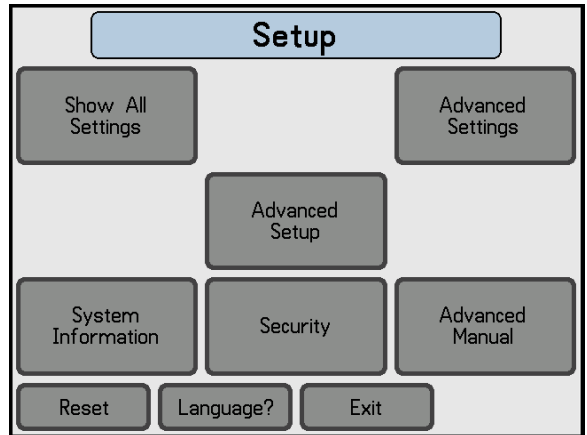 Setup
Show All
Settings
Advanced
Settings
Advanced
Setup
System
Information
Security
Advanced
Manual
Reset
Language?
Exit